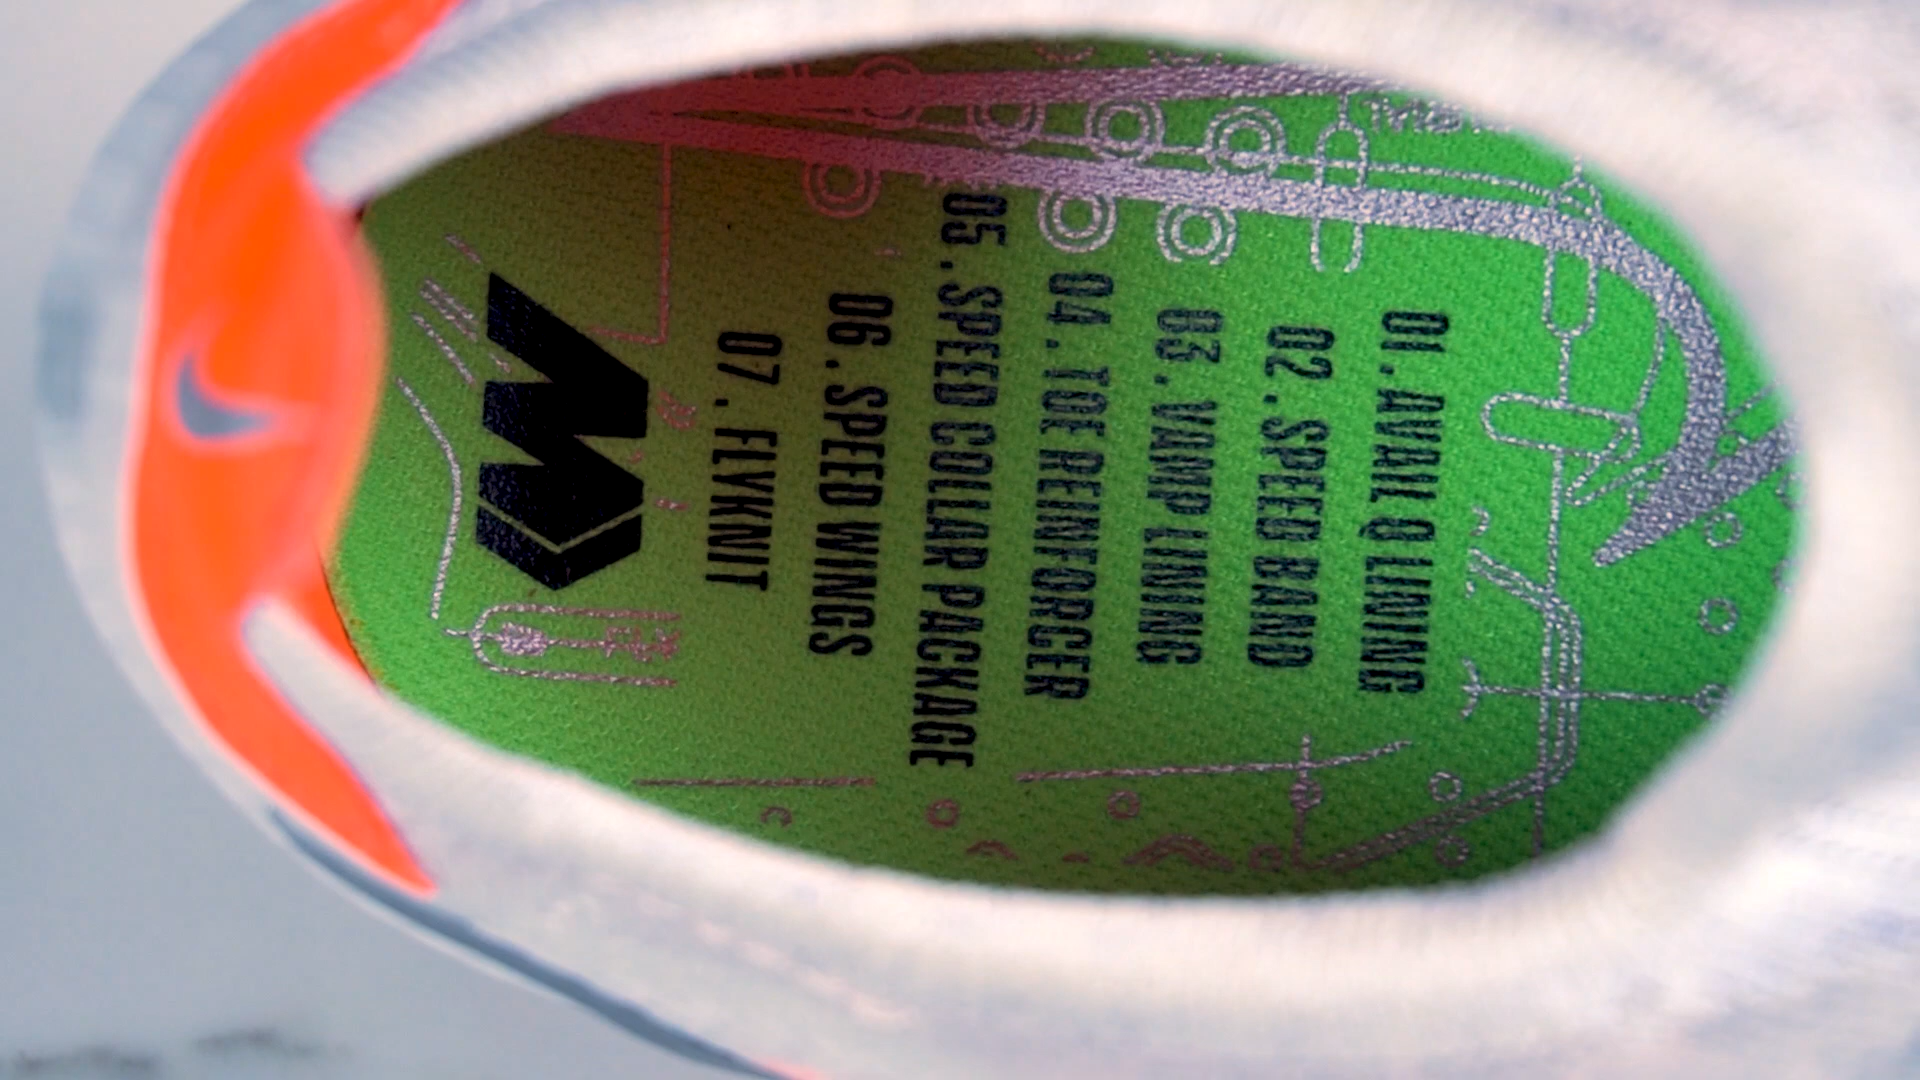 01. AVAIL Q LINING
02. SPEED BAND
03. VAMP LINING
04. TOE REINFORCER
05. SPEED COLLAR PACKAGE
06. SPEED WINGS
07. FLYKNIT